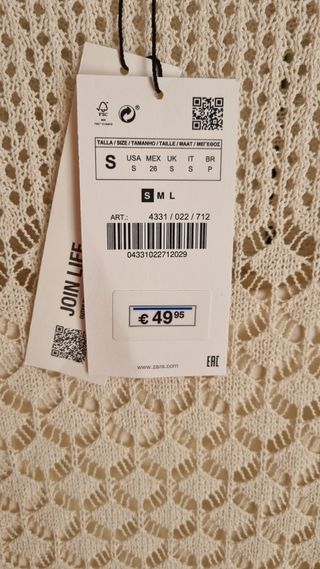 FSC
TALLA / SIZE / TAMANHO / TAILLE / MAAT / ΜΕΓΕΘΟΣ
S
USA MEX UK IT BR
S 26 S S P
S M L
ART.: 4331 / 022 / 712
04331022712029
€ 49,95
www.zara.com
EAC
JOIN LIFE